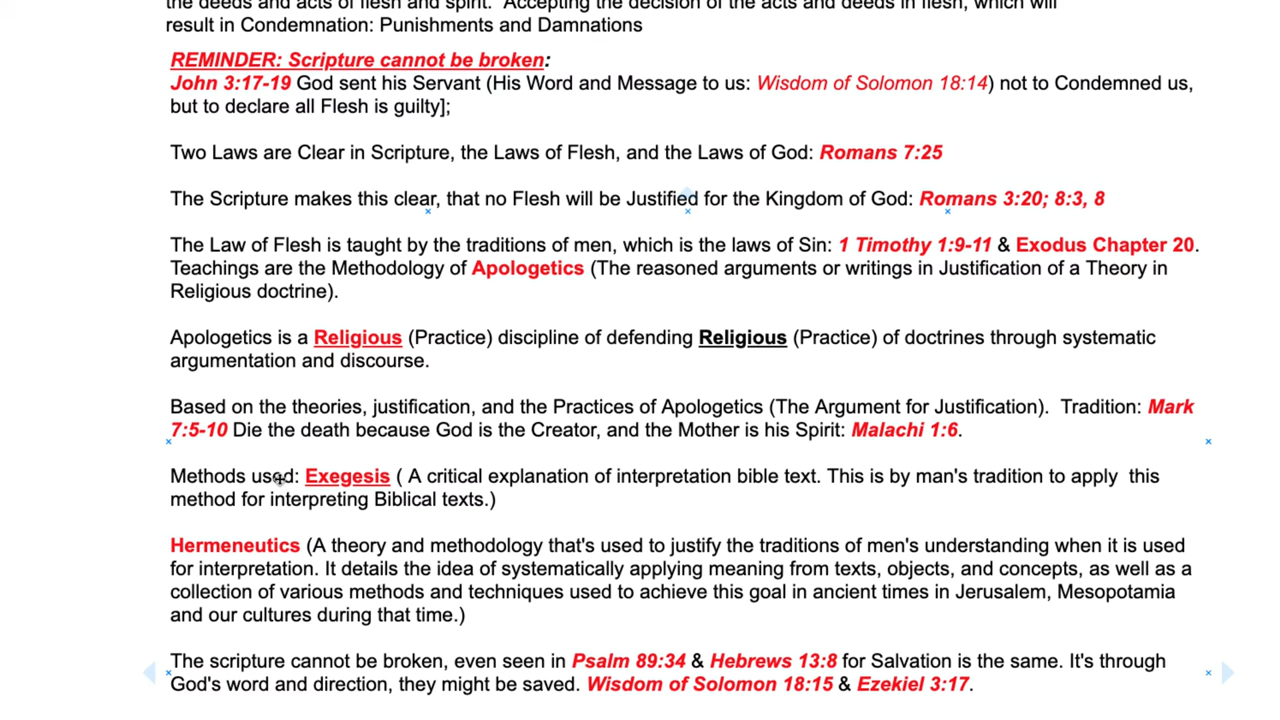 the deeds and acts of flesh and spirit.  Accepting the decision of the acts and deeds in flesh, which will
result in Condemnation: Punishments and Damnations
REMINDER: Scripture cannot be broken:
John 3:17-19 God sent his Servant (His Word and Message to us: Wisdom of Solomon 18:14) not to Condemned us,
but to declare all Flesh is guilty];
Two Laws are Clear in Scripture, the Laws of Flesh, and the Laws of God: Romans 7:25
The Scripture makes this clear, that no Flesh will be Justified for the Kingdom of God: Romans 3:20; 8:3, 8
The Law of Flesh is taught by the traditions of men, which is the laws of Sin: 1 Timothy 1:9-11 & Exodus Chapter 20.
Teachings are the Methodology of Apologetics (The reasoned arguments or writings in Justification of a Theory in
Religious doctrine).
Apologetics is a Religious (Practice) discipline of defending Religious (Practice) of doctrines through systematic
argumentation and discourse.
Based on the theories, justification, and the Practices of Apologetics (The Argument for Justification).  Tradition: Mark
7:5-10 Die the death because God is the Creator, and the Mother is his Spirit: Malachi 1:6.
Methods used: Exegesis ( A critical explanation of interpretation bible text. This is by man's tradition to apply  this
method for interpreting Biblical texts.)
Hermeneutics (A theory and methodology that's used to justify the traditions of men's understanding when it is used
for interpretation. It details the idea of systematically applying meaning from texts, objects, and concepts, as well as a
collection of various methods and techniques used to achieve this goal in ancient times in Jerusalem, Mesopotamia
and our cultures during that time.)
The scripture cannot be broken, even seen in Psalm 89:34 & Hebrews 13:8 for Salvation is the same. It's through
God's word and direction, they might be saved. Wisdom of Solomon 18:15 & Ezekiel 3:17.